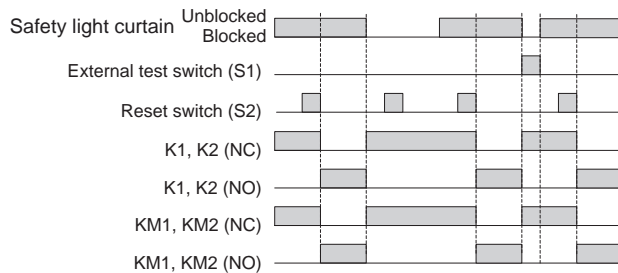 Safety light curtain Unblocked
Blocked
External test switch (S1)
Reset switch (S2)
K1, K2 (NC)
K1, K2 (NO)
KM1, KM2 (NC)
KM1, KM2 (NO)